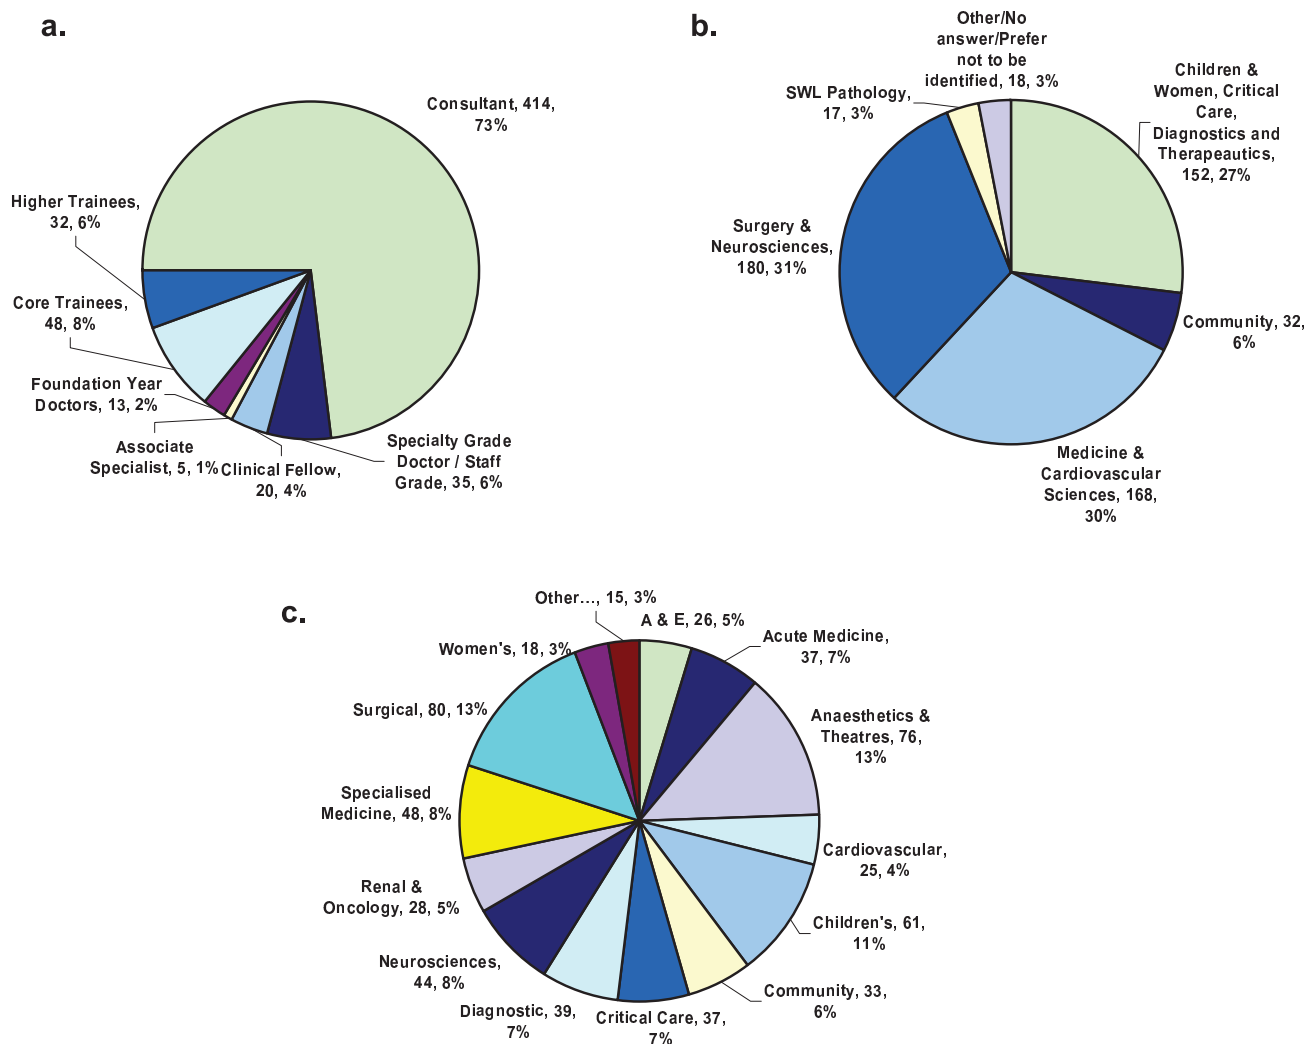 a.
Consultant, 414,
73%
Higher Trainees,
32, 6%
Core Trainees,
48, 8%
Foundation Year
Doctors, 13, 2%
Associate
Specialist, 5, 1%
Clinical Fellow,
20, 4%
Specialty Grade
Doctor / Staff
Grade, 35, 6%
b.
Other/No
answer/Prefer
not to be
identified, 18, 3%
SWL Pathology,
17, 3%
Children &
Women, Critical
Care,
Diagnostics and
Therapeautics,
152, 27%
Surgery &
Neurosciences,
180, 31%
Community, 32,
6%
Medicine &
Cardiovascular
Sciences, 168,
30%
c.
Other..., 15, 3%
A & E, 26, 5%
Women's, 18, 3%
Acute Medicine,
37, 7%
Surgical, 80, 13%
Anaesthetics &
Theatres, 76,
13%
Specialised
Medicine, 48, 8%
Cardiovascular,
25, 4%
Renal &
Oncology, 28, 5%
Children's, 61,
11%
Neurosciences,
44, 8%
Community, 33,
6%
Diagnostic, 39,
7%
Critical Care, 37,
7%